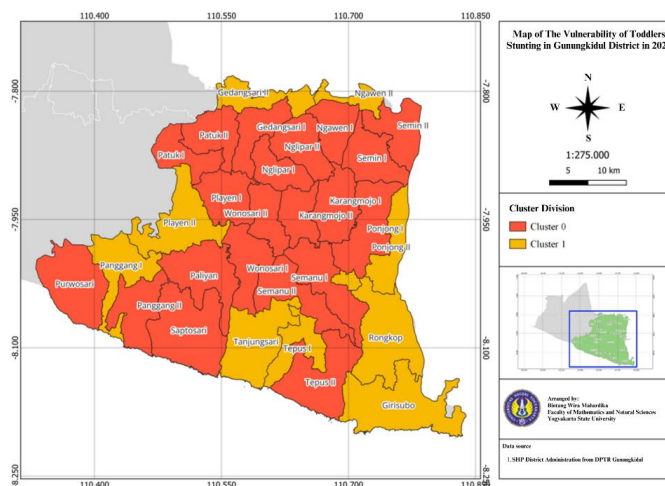 110.400 110.550 110.700 110.850
Map of The Vulnerability of Toddlers
Stunting in Gunungkidul District in 202
N
W E
S
1:275.000
5 10 km
Cluster Division
Cluster 0
Cluster 1
Arranged by:
Bintang Wira Mahardika
Faculty of Mathematics and Natural Sciences
Yogyakarta State University
Data source
1. SHP District Administration from DPTR Gunungkidul
-7.800 -7.800
Gedangsari II Ngawen II
Semin II
Patuk II Gedangsari I Ngawen I
Patuk I Nglipar II Semin I
Nglipar I
Playen I Karangmojo I
Wonosari II Karangmojo II
-7.950 -7.950
Playen II Ponjong I
Ponjong II
Panggang I Wonosari I
Purwosari Paliyan Semanu I
Semanu II
Panggang II
Saptosari
-8.100 -8.100
Tanjungsari Tepus I Rongkop
Tepus II
Girisubo
-8.250 -8.250
110.400 110.550 110.700 110.850